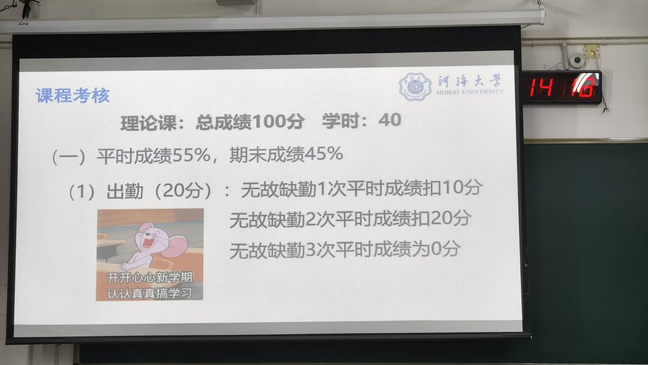 课程考核
河海大学
HOHAI UNIVERSITY
理论课：总成绩100分 学时：40
（一）平时成绩55%，期末成绩45%
（1）出勤（20分）：无故缺勤1次平时成绩扣10分
无故缺勤2次平时成绩扣20分
无故缺勤3次平时成绩为0分
开开心心新学期
认认真真搞学习
14